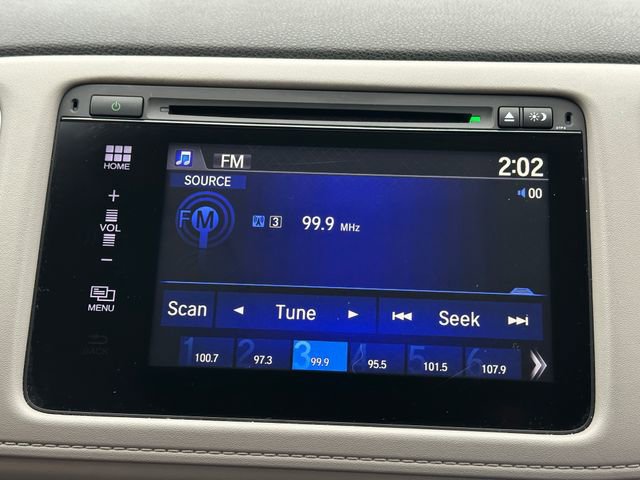 FM
2:02
HOME
SOURCE
00
FM
3
99.9 MHz
+
VOL
−
MENU
BACK
Scan
Tune
Seek
1 100.7
2 97.3
3 99.9
4 95.5
5 101.5
6 107.9